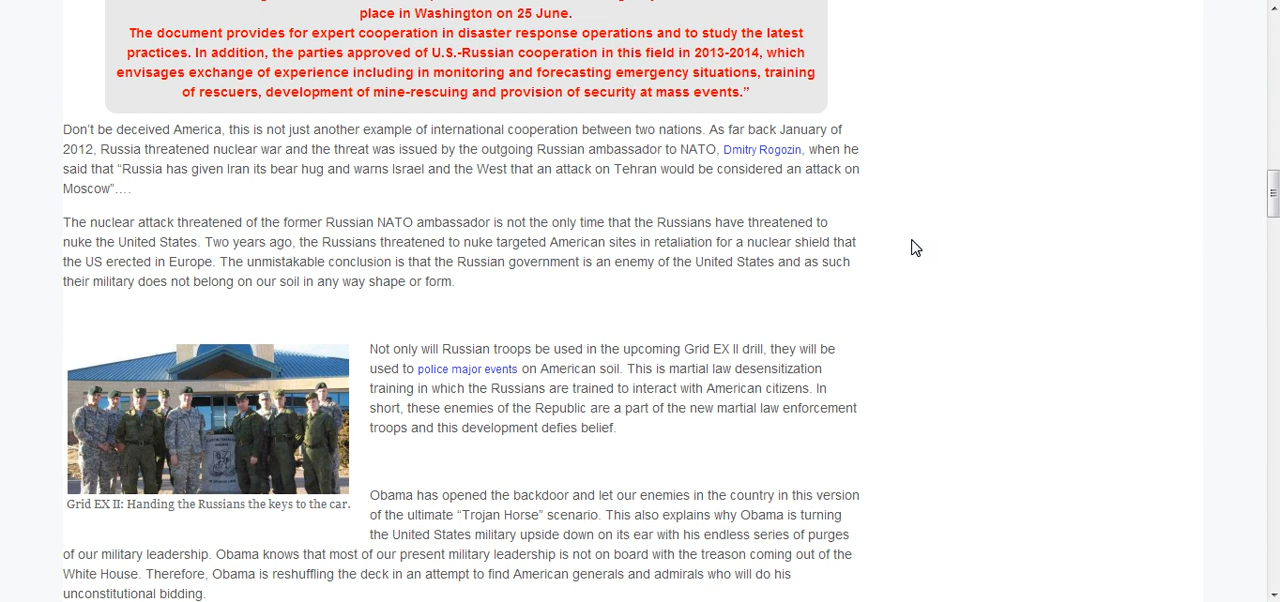 place in Washington on 25 June.
The document provides for expert cooperation in disaster response operations and to study the latest
practices. In addition, the parties approved of U.S.-Russian cooperation in this field in 2013-2014, which
envisages exchange of experience including in monitoring and forecasting emergency situations, training
of rescuers, development of mine-rescuing and provision of security at mass events.”
Don’t be deceived America, this is not just another example of international cooperation between two nations. As far back January of
2012, Russia threatened nuclear war and the threat was issued by the outgoing Russian ambassador to NATO, Dmitry Rogozin, when he
said that “Russia has given Iran its bear hug and warns Israel and the West that an attack on Tehran would be considered an attack on
Moscow”….
The nuclear attack threatened of the former Russian NATO ambassador is not the only time that the Russians have threatened to
nuke the United States. Two years ago, the Russians threatened to nuke targeted American sites in retaliation for a nuclear shield that
the US erected in Europe. The unmistakable conclusion is that the Russian government is an enemy of the United States and as such
their military does not belong on our soil in any way shape or form.
Not only will Russian troops be used in the upcoming Grid EX II drill, they will be
used to police major events on American soil. This is martial law desensitization
training in which the Russians are trained to interact with American citizens. In
short, these enemies of the Republic are a part of the new martial law enforcement
troops and this development defies belief.
Grid EX II: Handing the Russians the keys to the car.
Obama has opened the backdoor and let our enemies in the country in this version
of the ultimate “Trojan Horse” scenario. This also explains why Obama is turning
the United States military upside down on its ear with his endless series of purges
of our military leadership. Obama knows that most of our present military leadership is not on board with the treason coming out of the
White House. Therefore, Obama is reshuffling the deck in an attempt to find American generals and admirals who will do his
unconstitutional bidding.